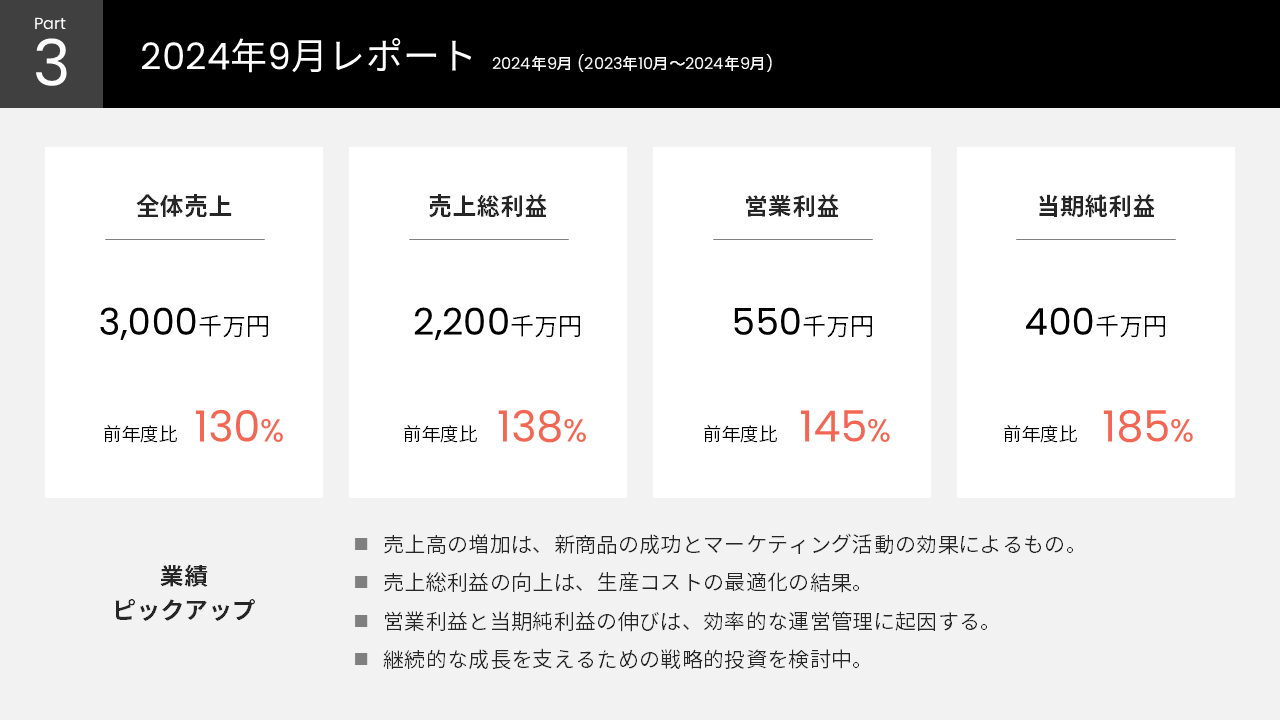 Part
3
2024年9月レポート 2024年9月 (2023年10月〜2024年9月)
全体売上
3,000千万円
前年度比 130%
売上総利益
2,200千万円
前年度比 138%
営業利益
550千万円
前年度比 145%
当期純利益
400千万円
前年度比 185%
業績
ピックアップ
■ 売上高の増加は、新商品の成功とマーケティング活動の効果によるもの。
■ 売上総利益の向上は、生産コストの最適化の結果。
■ 営業利益と当期純利益の伸びは、効率的な運営管理に起因する。
■ 継続的な成長を支えるための戦略的投資を検討中。